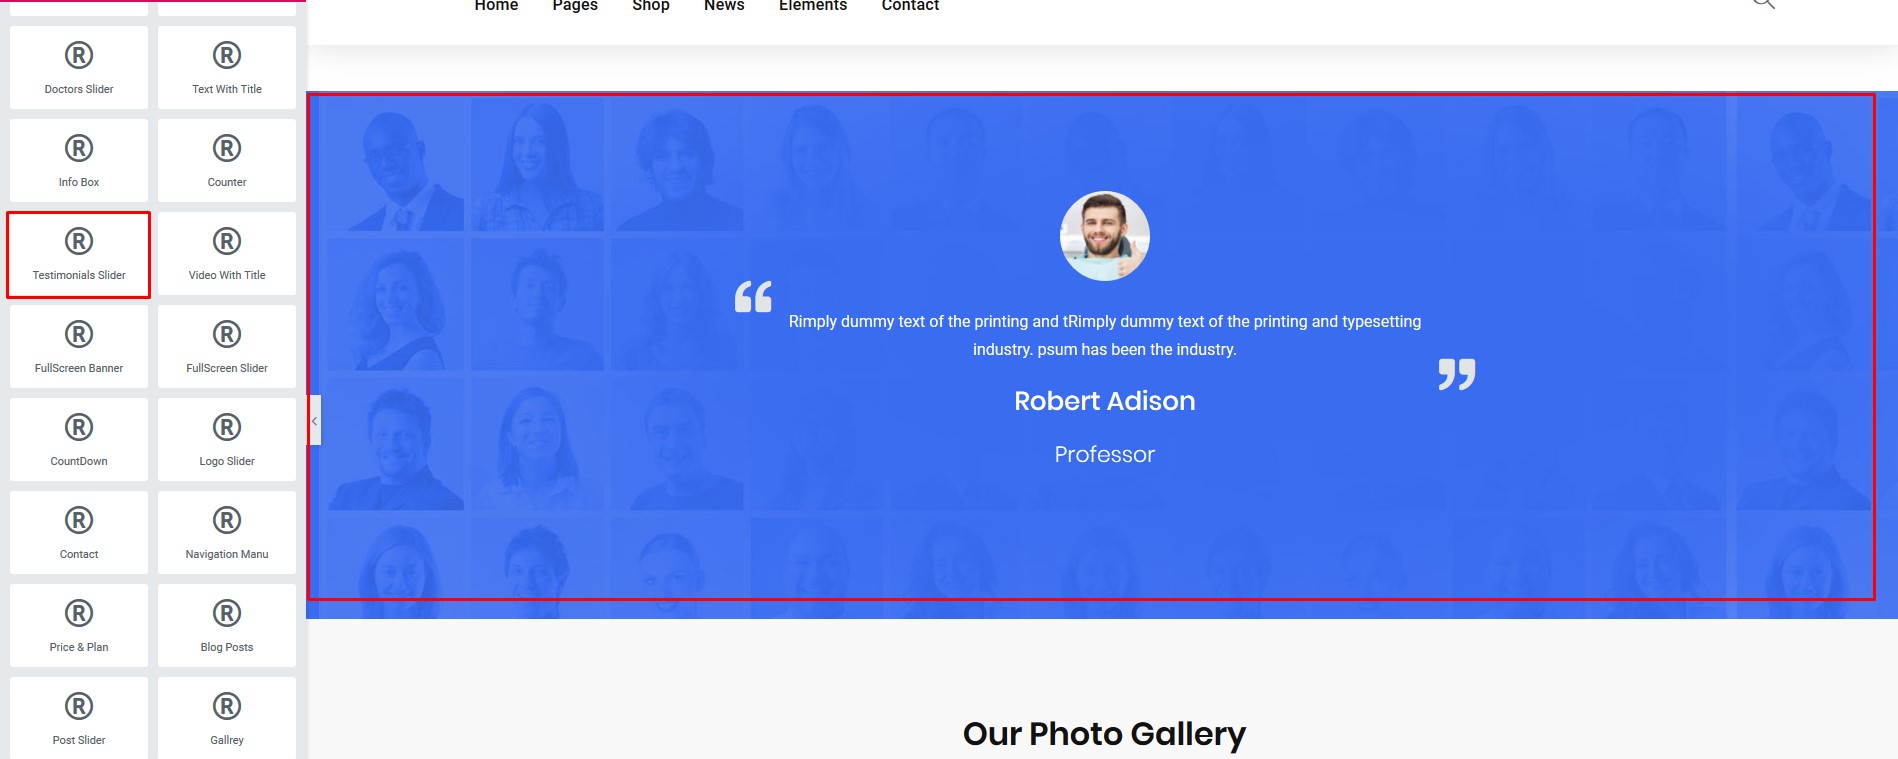 Home Pages Shop News Elements Contact
® ®
Doctors Slider Text With Title
® ®
Info Box Counter
® ®
Testimonials Slider Video With Title
® ®
FullScreen Banner FullScreen Slider
® ®
CountDown Logo Slider
® ®
Contact Navigation Manu
® ®
Price & Plan Blog Posts
® ®
Post Slider Gallrey
“
Rimply dummy text of the printing and tRimply dummy text of the printing and typesetting
industry. psum has been the industry.
”
Robert Adison
Professor
Our Photo Gallery